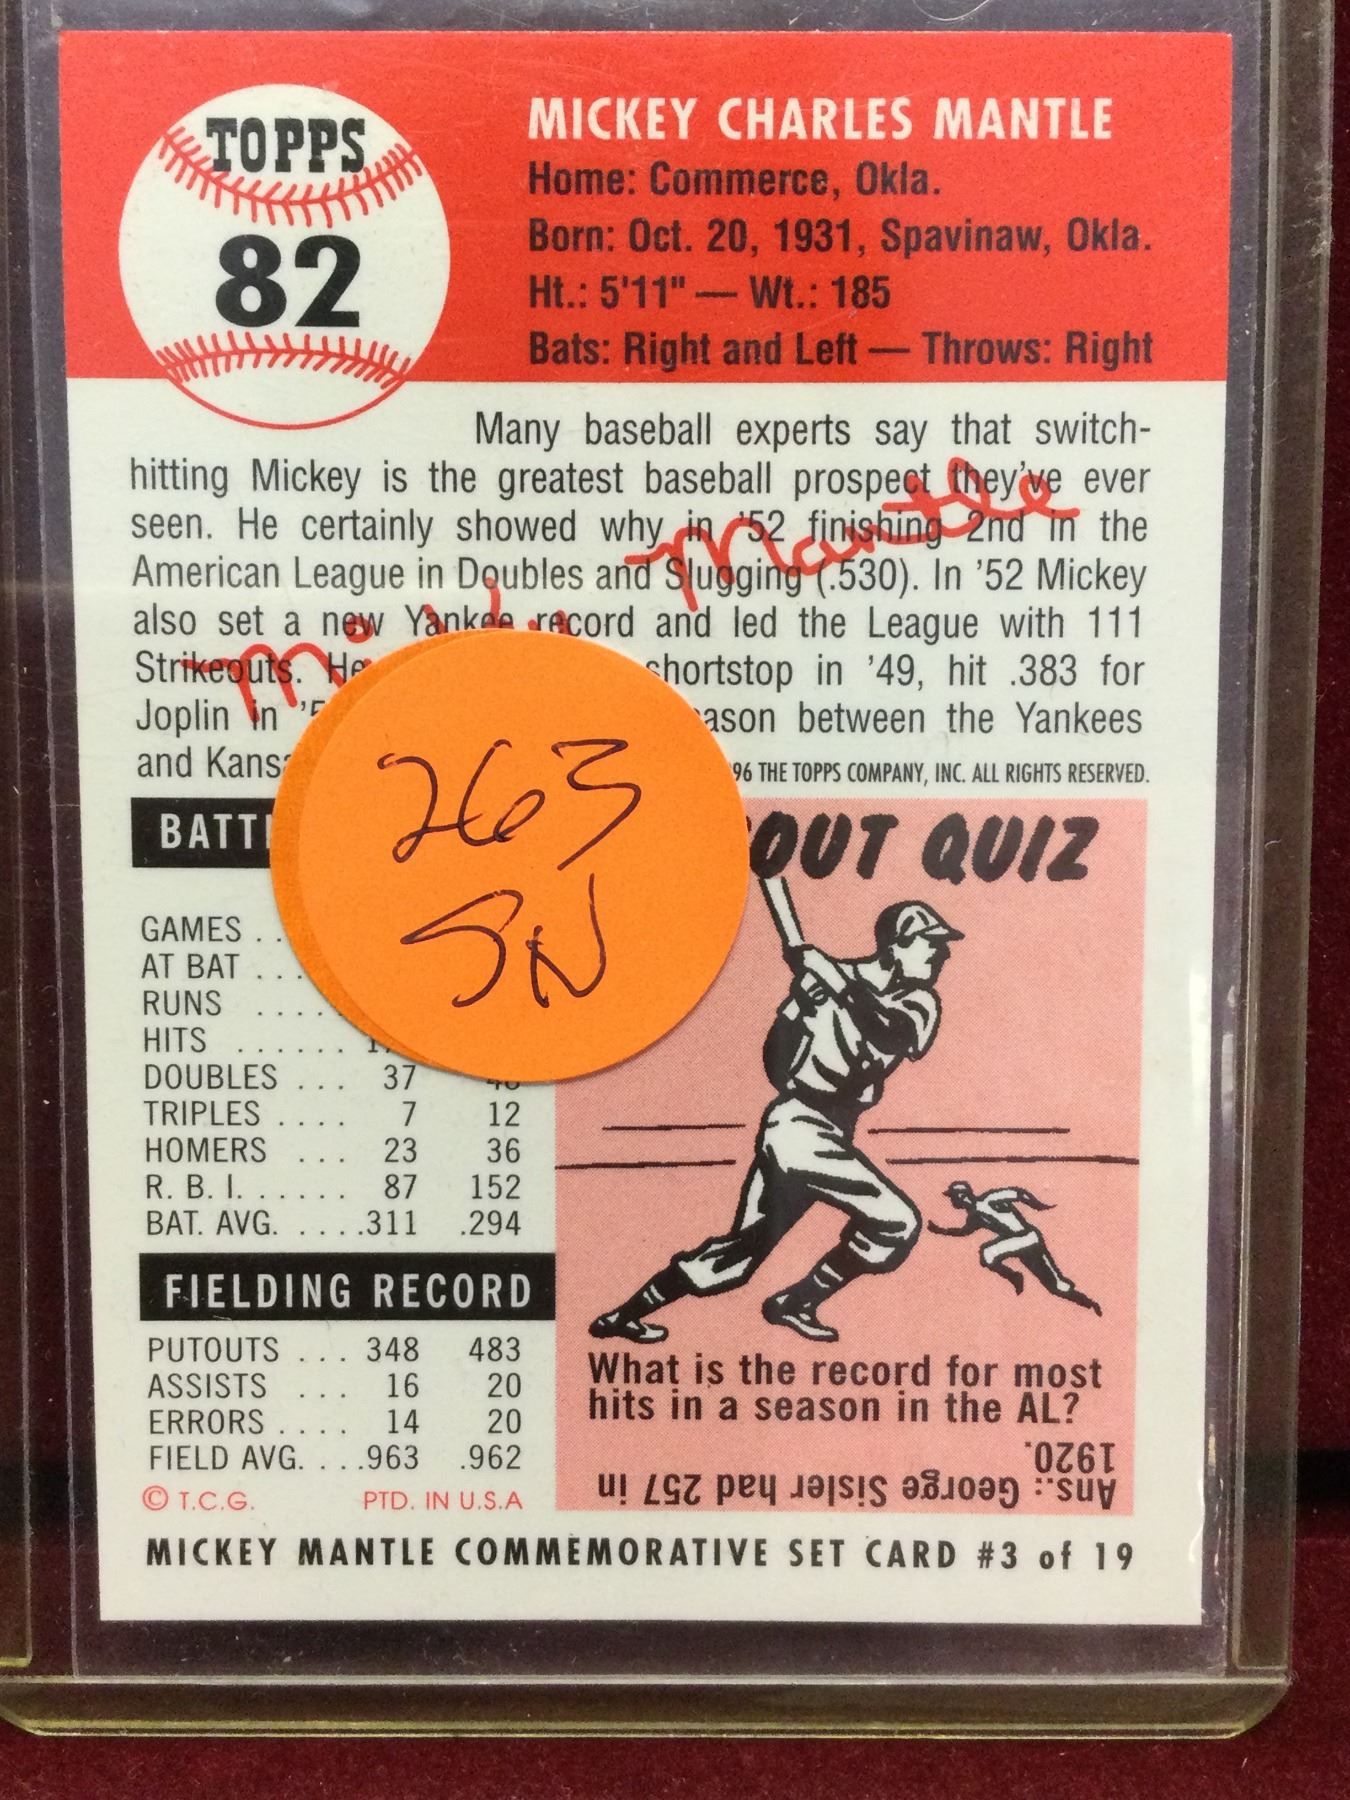 TOPPS
82
MICKEY CHARLES MANTLE
Home: Commerce, Okla.
Born: Oct. 20, 1931, Spavinaw, Okla.
Ht.: 5'11" — Wt.: 185
Bats: Right and Left — Throws: Right
Many baseball experts say that switch-
hitting Mickey is the greatest baseball prospect they've ever
seen. He certainly showed why in '52 finishing 2nd in the
American League in Doubles and Slugging (.530). In '52 Mickey
also set a new Yankee record and led the League with 111
Strikeouts. He shortstop in '49, hit .383 for
Joplin in between the Yankees
and
Mickey Mantle
THE TOPPS COMPANY, INC. ALL RIGHTS RESERVED.
263
SN
QUIZ
GAMES . .
AT BAT . . .
RUNS . . . .
HITS . . . . . .
DOUBLES . . . 37
TRIPLES . . . . 7 12
HOMERS . . . 23 36
R. B. I. . . . . . 87 152
BAT. AVG. . . . .311 .294
FIELDING RECORD
PUTOUTS . . . 348 483
ASSISTS . . . 16 20
ERRORS . . . . 14 20
FIELD AVG. . . .963 .962
© T.C.G. PTD. IN U.S.A
What is the record for most
hits in a season in the AL?
Ans.: George Sisler had 257 in
1920.
MICKEY MANTLE COMMEMORATIVE SET CARD #3 of 19